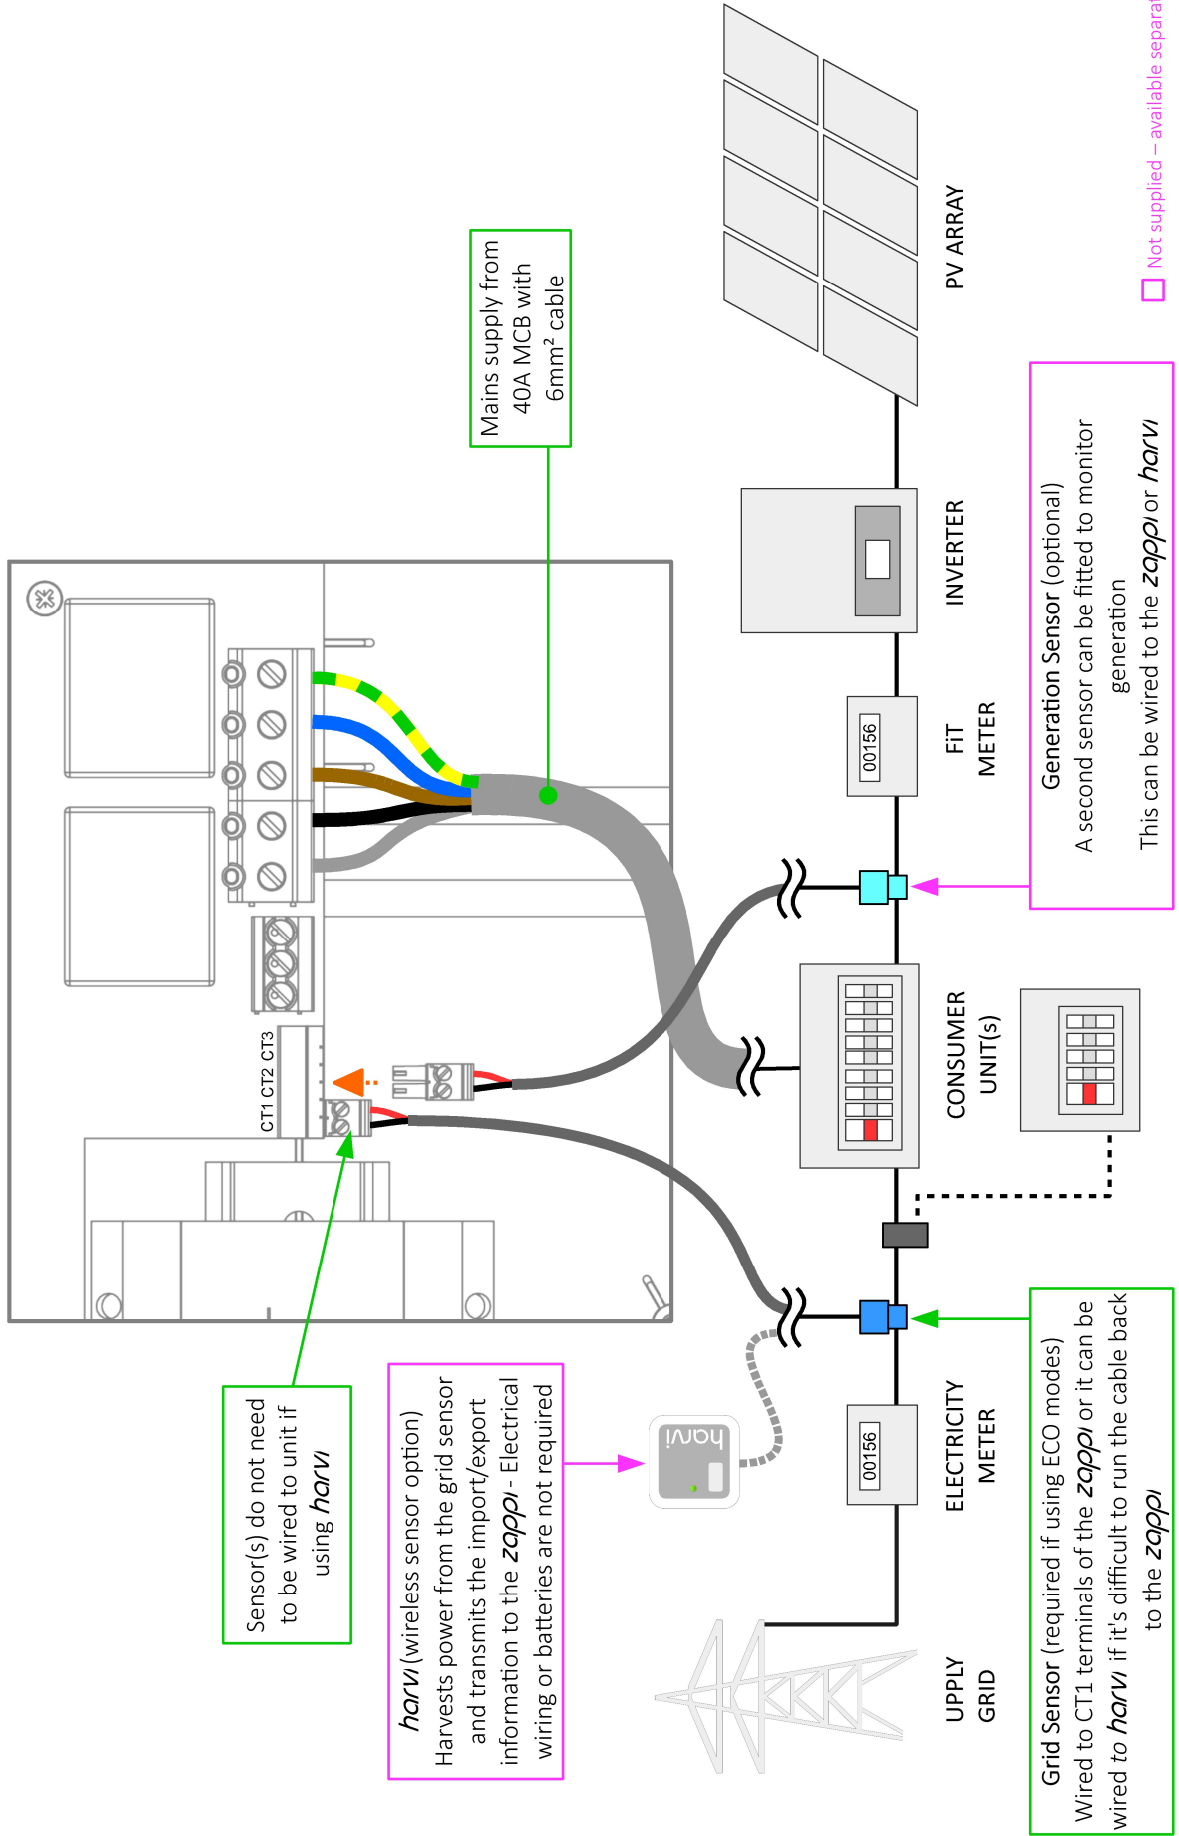 Sensor(s) do not need
to be wired to unit if
using harvi
CT1 CT2 CT3
Mains supply from
40A MCB with
6mm² cable
harvi (wireless sensor option)
Harvests power from the grid sensor
and transmits the import/export
information to the zappi - Electrical
wiring or batteries are not required
harvi
00156
00156
UPPLY
GRID
ELECTRICITY
METER
CONSUMER
UNIT(s)
FiT
METER
INVERTER
PV ARRAY
Grid Sensor (required if using ECO modes)
Wired to CT1 terminals of the zappi or it can be
wired to harvi if it's difficult to run the cable back
to the zappi
Generation Sensor (optional)
A second sensor can be fitted to monitor
generation
This can be wired to the zappi or harvi
Not supplied – available separat